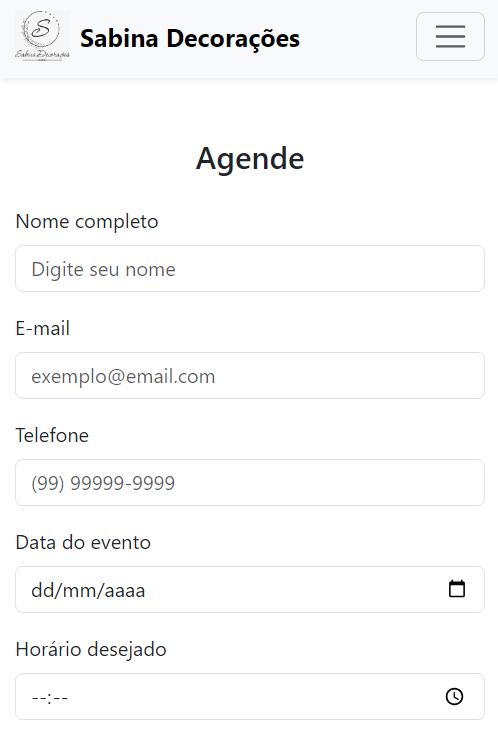 S
Sabina Decorações
Sabina Decorações
Agende
Nome completo
Digite seu nome
E-mail
exemplo@email.com
Telefone
(99) 99999-9999
Data do evento
dd/mm/aaaa
Horário desejado
--:--